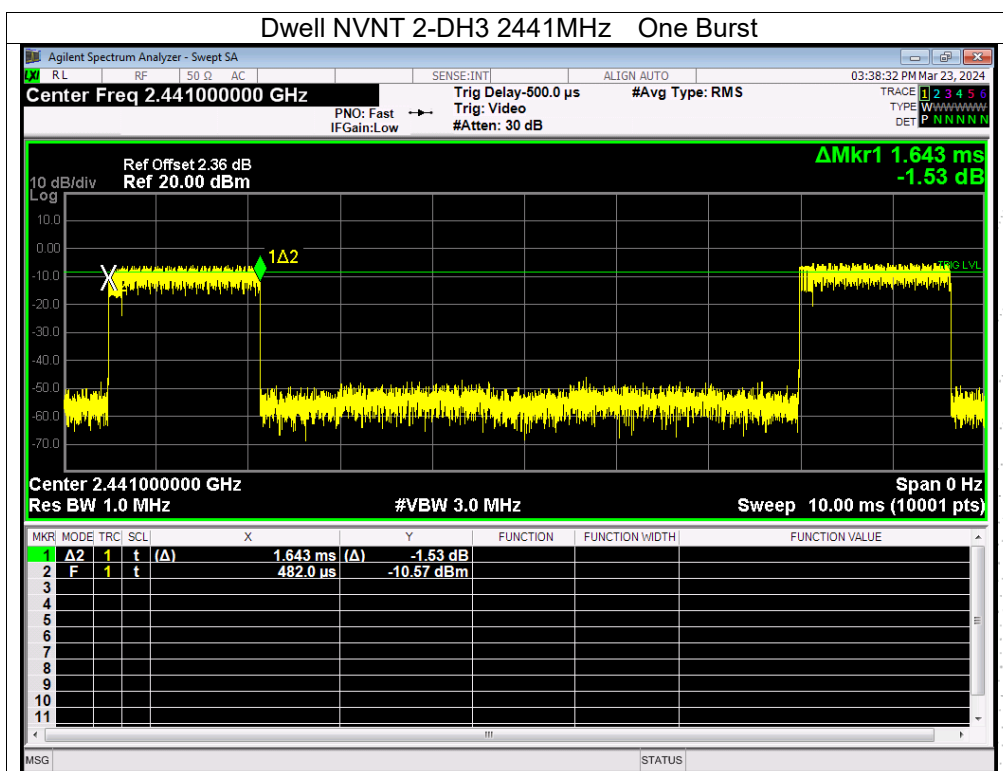 Dwell NVNT 2-DH3 2441MHz One Burst
Agilent Spectrum Analyzer - Swept SA
LXI RL RF 50 Ω AC SENSE:INT ALIGN AUTO 03:38:32 PM Mar 23, 2024
Center Freq 2.441000000 GHz
PNO: Fast
IFGain:Low
Trig Delay-500.0 µs
Trig: Video
#Atten: 30 dB
#Avg Type: RMS
TRACE 1 2 3 4 5 6
TYPE WWWWWWW
DET P N N N N N
ΔMkr1 1.643 ms
-1.53 dB
Ref Offset 2.36 dB
10 dB/div Ref 20.00 dBm
Log
10.0
0.00
-10.0
-20.0
-30.0
-40.0
-50.0
-60.0
-70.0
X
1Δ2
TRIG LVL
Center 2.441000000 GHz Span 0 Hz
Res BW 1.0 MHz #VBW 3.0 MHz Sweep 10.00 ms (10001 pts)
MKR MODE TRC SCL X Y FUNCTION FUNCTION WIDTH FUNCTION VALUE
1 Δ2 1 t (Δ) 1.643 ms (Δ) -1.53 dB
2 F 1 t 482.0 µs -10.57 dBm
3
4
5
6
7
8
9
10
11
MSG STATUS